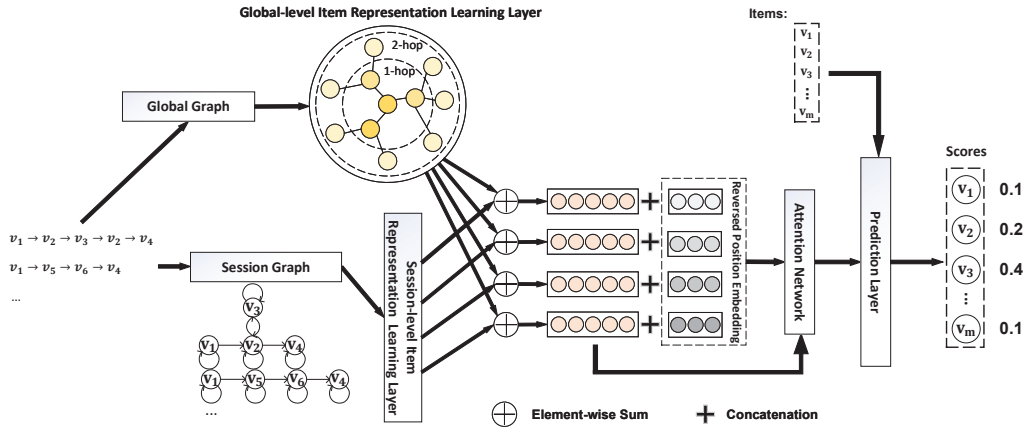 Global-level Item Representation Learning Layer
2-hop
1-hop
Items:
v₁
v₂
v₃
...
vₘ
Global Graph
v₁ → v₂ → v₃ → v₂ → v₄
v₁ → v₅ → v₆ → v₄
...
Session Graph
v₃
v₁ v₂ v₄
v₁ v₅ v₆ v₄
...
Session-level Item
Representation Learning Layer
+
+
+
+
Reversed Position Embedding
Attention Network
Prediction Layer
Scores
v₁ 0.1
v₂ 0.2
v₃ 0.4
...
vₘ 0.1
Element-wise Sum
+ Concatenation